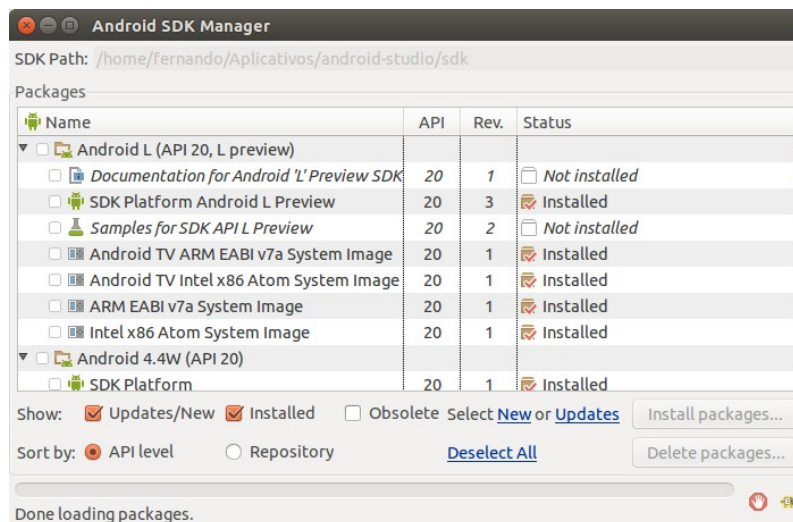 Android SDK Manager
SDK Path: /home/fernando/Aplicativos/android-studio/sdk
Packages
Name API Rev. Status
Android L (API 20, L preview)
Documentation for Android 'L' Preview SDK 20 1 Not installed
SDK Platform Android L Preview 20 3 Installed
Samples for SDK API L Preview 20 2 Not installed
Android TV ARM EABI v7a System Image 20 1 Installed
Android TV Intel x86 Atom System Image 20 1 Installed
ARM EABI v7a System Image 20 1 Installed
Intel x86 Atom System Image 20 1 Installed
Android 4.4W (API 20)
SDK Platform 20 1 Installed
Show: Updates/New Installed Obsolete Select New or Updates Install packages...
Sort by: API level Repository Deselect All Delete packages...
Done loading packages.